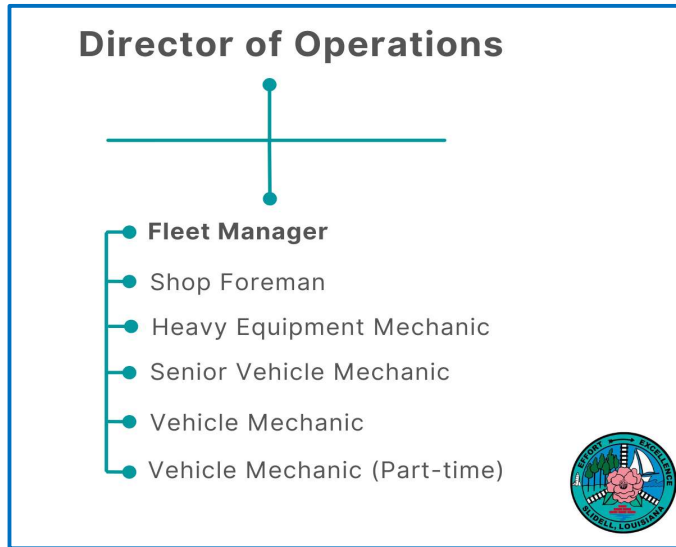 Director of Operations
Fleet Manager
Shop Foreman
Heavy Equipment Mechanic
Senior Vehicle Mechanic
Vehicle Mechanic
Vehicle Mechanic (Part-time)
EFFORT EXCELLENCE
SLIDELL, LOUISIANA